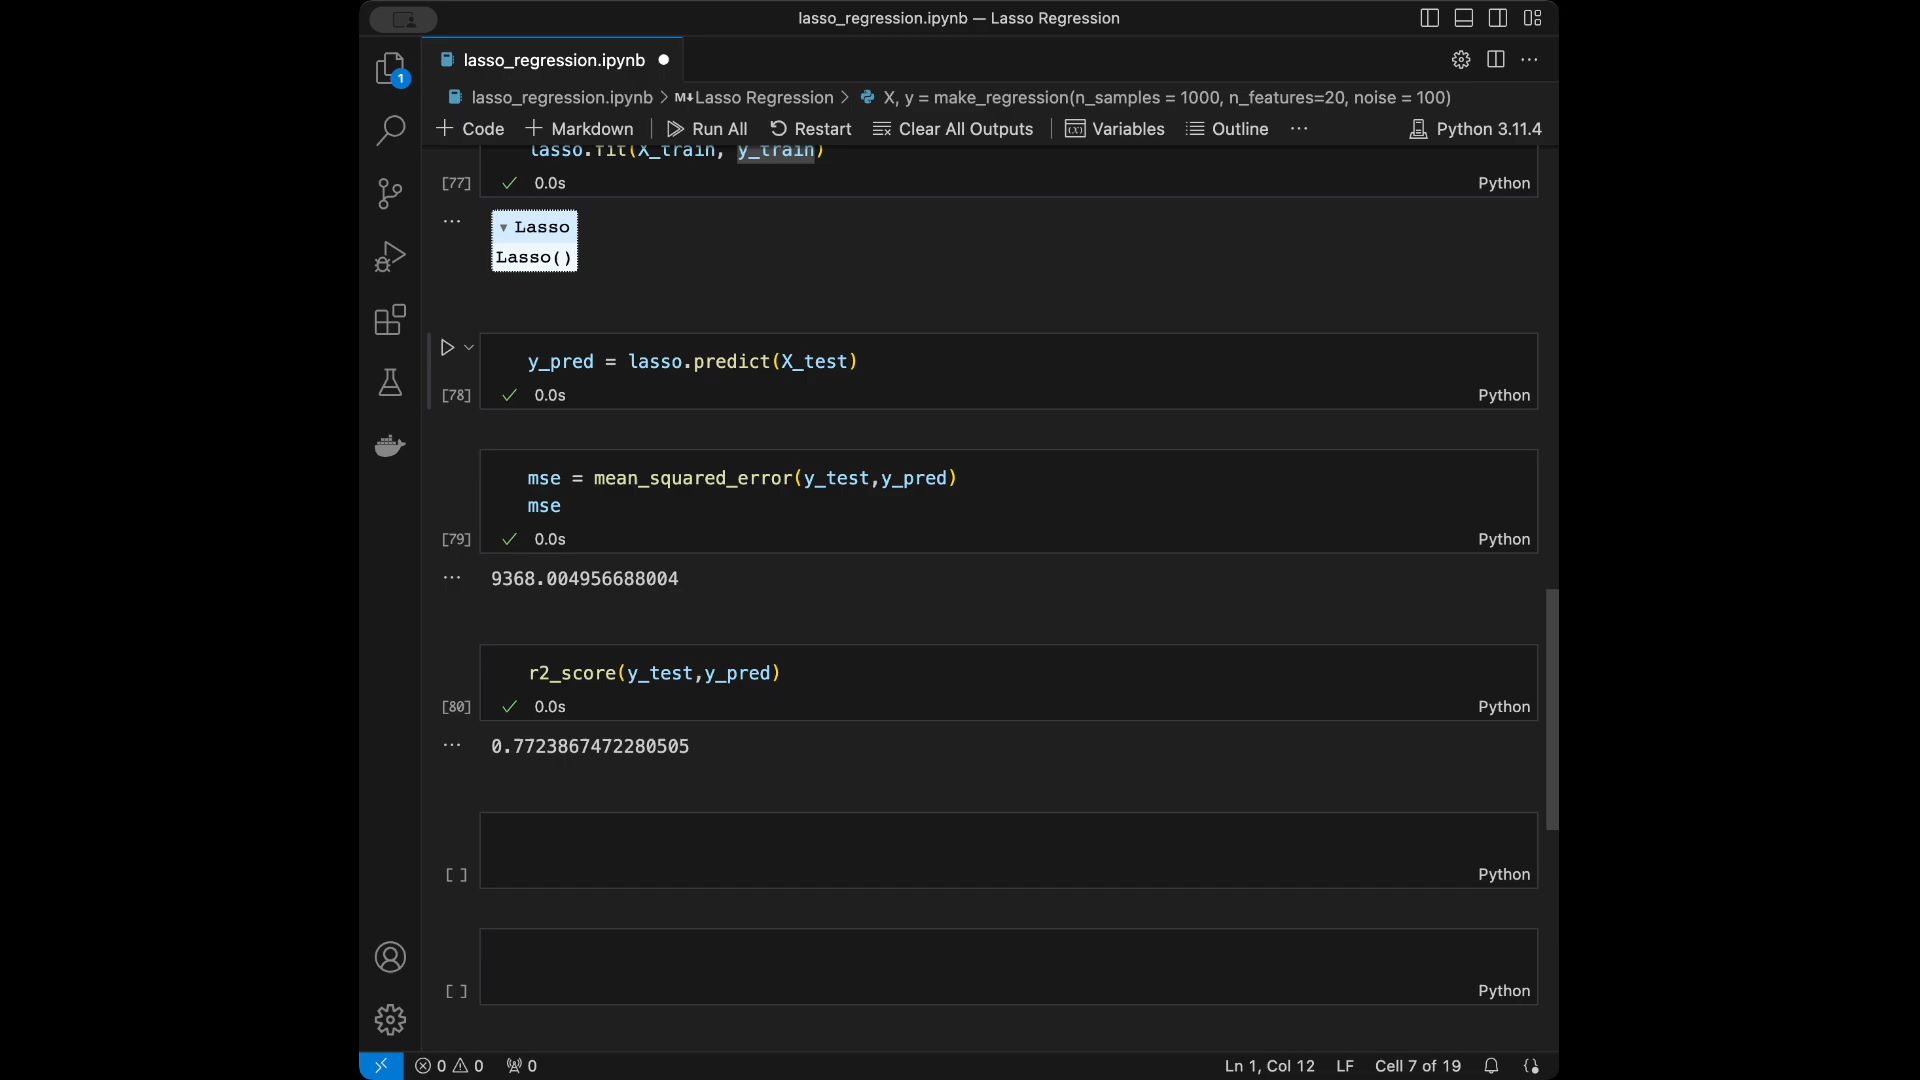 lasso_regression.ipynb — Lasso Regression
lasso_regression.ipynb
1
lasso_regression.ipynb > M↓Lasso Regression > X, y = make_regression(n_samples = 1000, n_features=20, noise = 100)
+ Code + Markdown | Run All Restart Clear All Outputs | Variables Outline ··· Python 3.11.4
lasso.fit(X_train, y_train)
[77] ✓ 0.0s Python
··· ▾ Lasso
Lasso()
y_pred = lasso.predict(X_test)
[78] ✓ 0.0s Python
mse = mean_squared_error(y_test,y_pred)
mse
[79] ✓ 0.0s Python
··· 9368.004956688004
r2_score(y_test,y_pred)
[80] ✓ 0.0s Python
··· 0.7723867472280505
[ ] Python
[ ] Python
0 0 0 Ln 1, Col 12 LF Cell 7 of 19